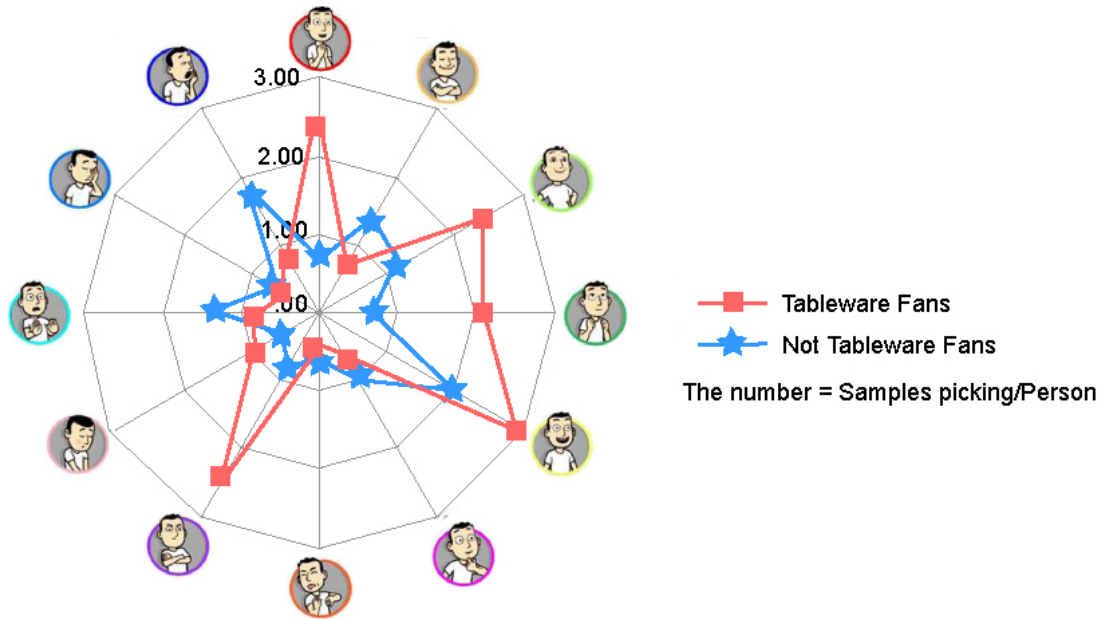 3.00
2.00
1.00
.00
Tableware Fans
Not Tableware Fans
The number = Samples picking/Person